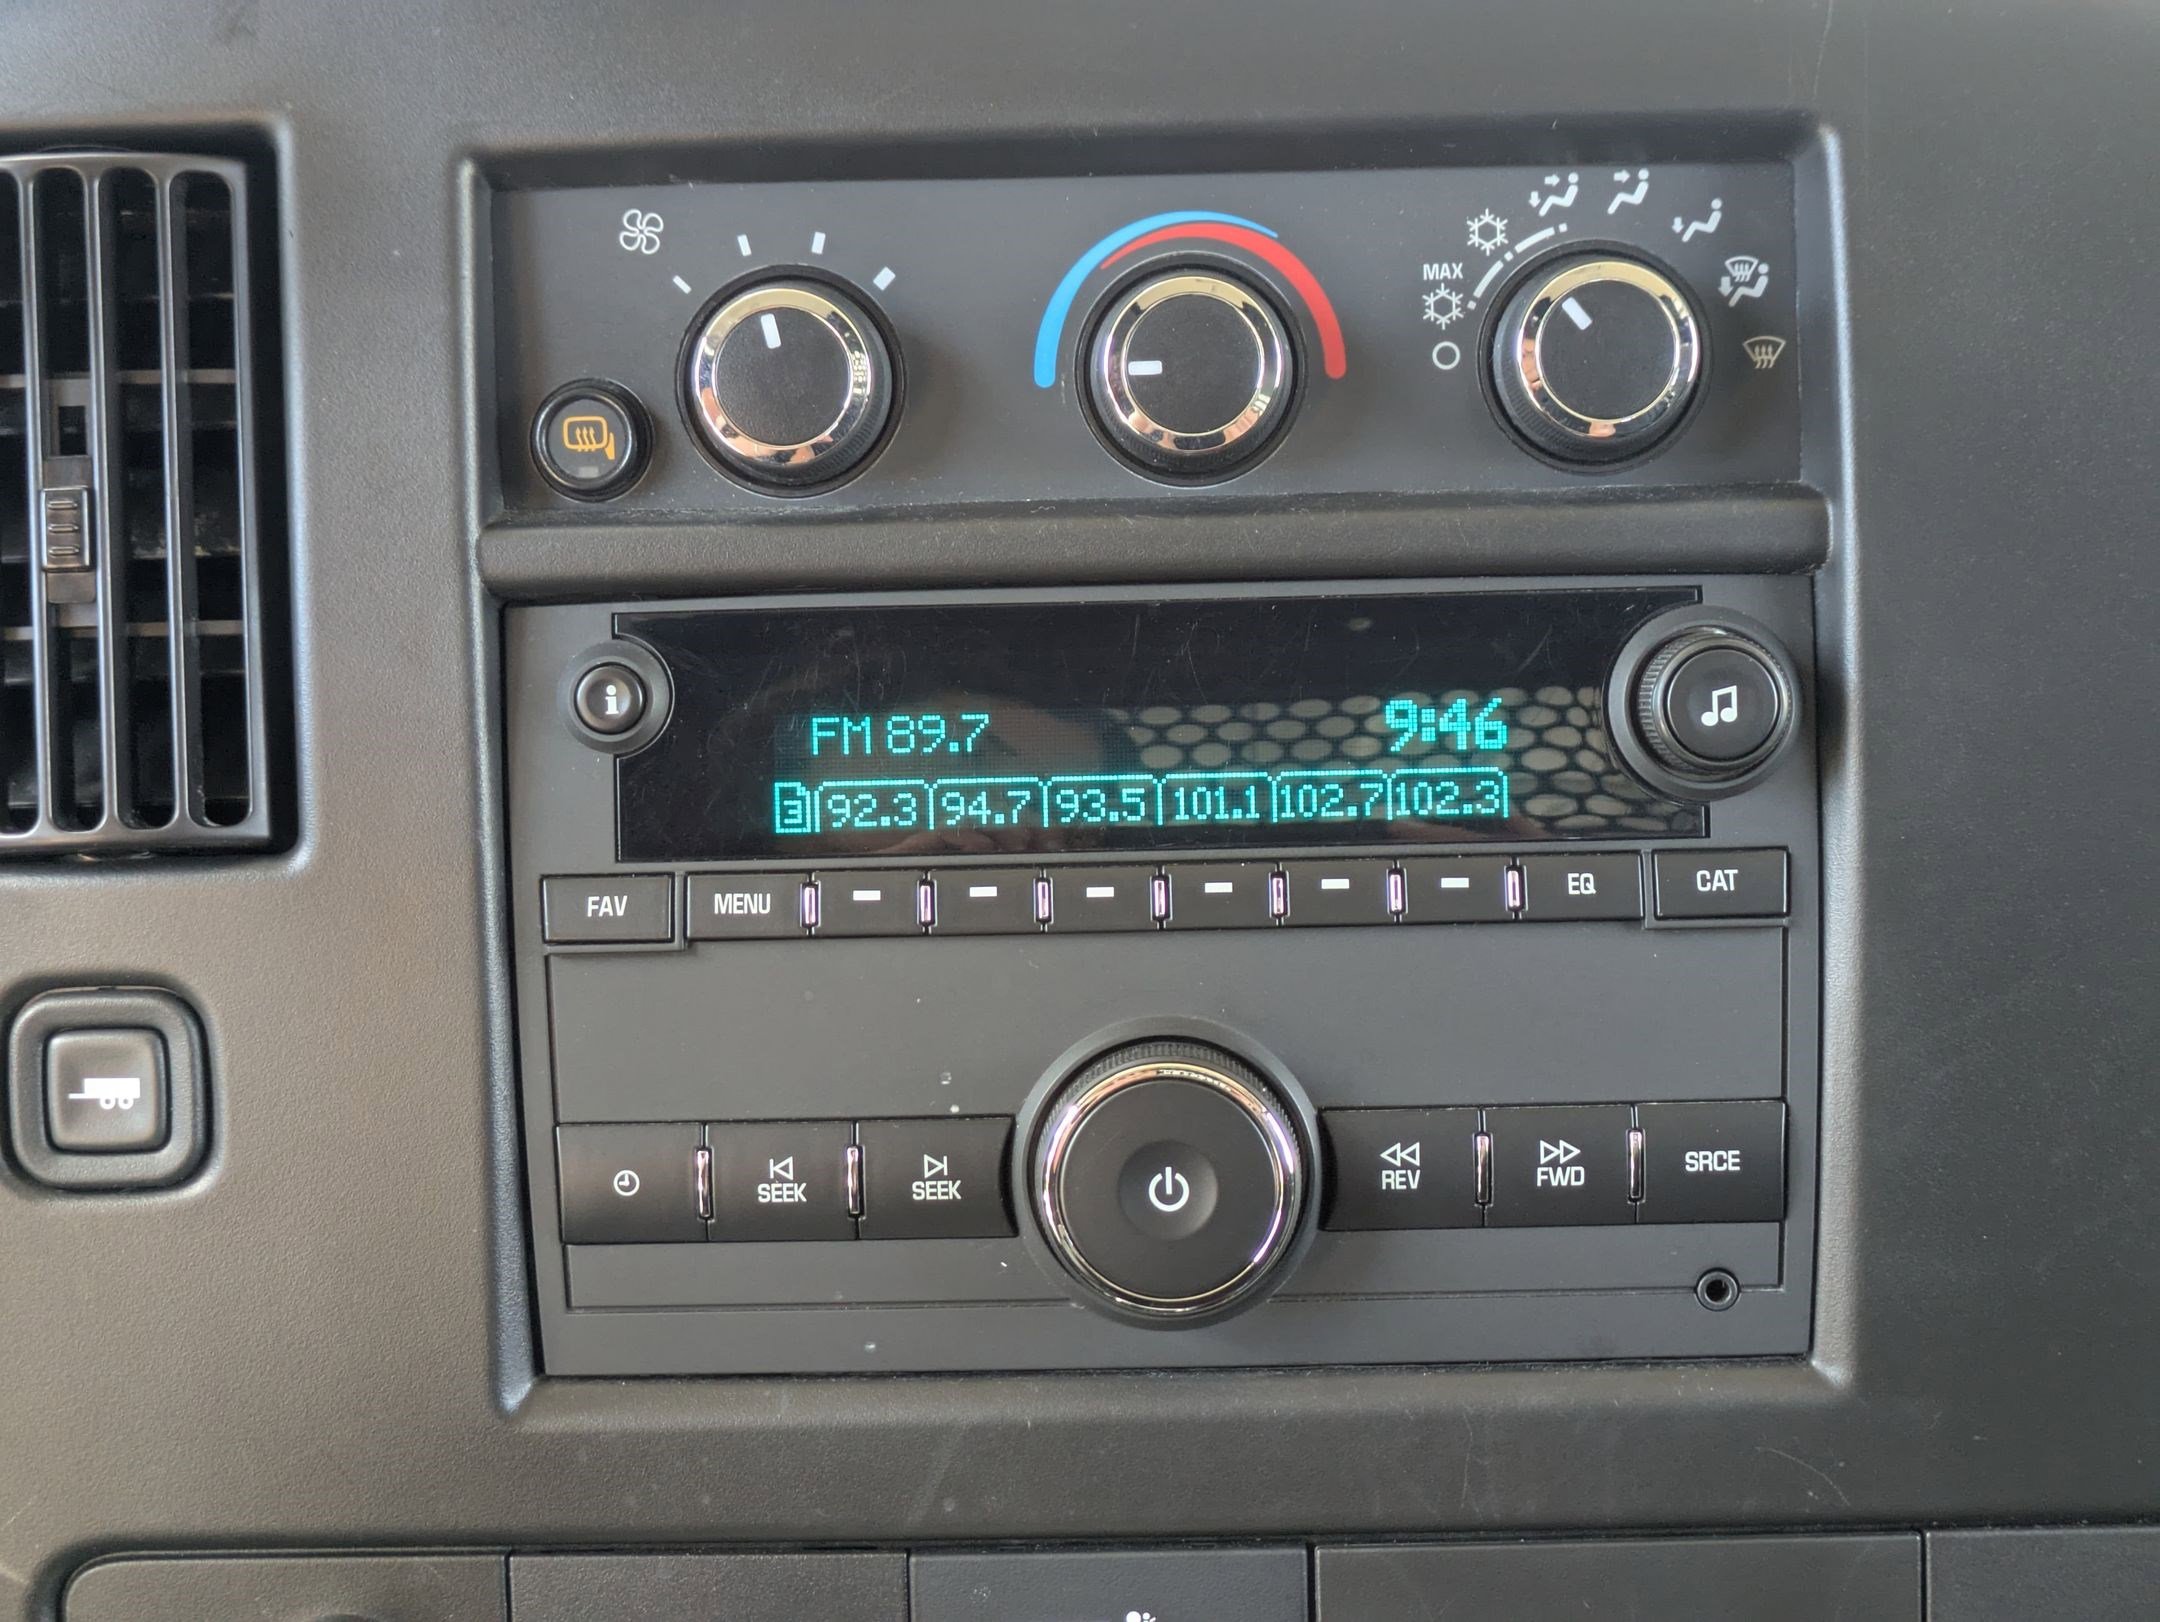 MAX
i
FM 89.7 9:46
3 92.3 94.7 93.5 101.1 102.7 102.3
FAV MENU EQ CAT
SEEK SEEK REV FWD SRCE